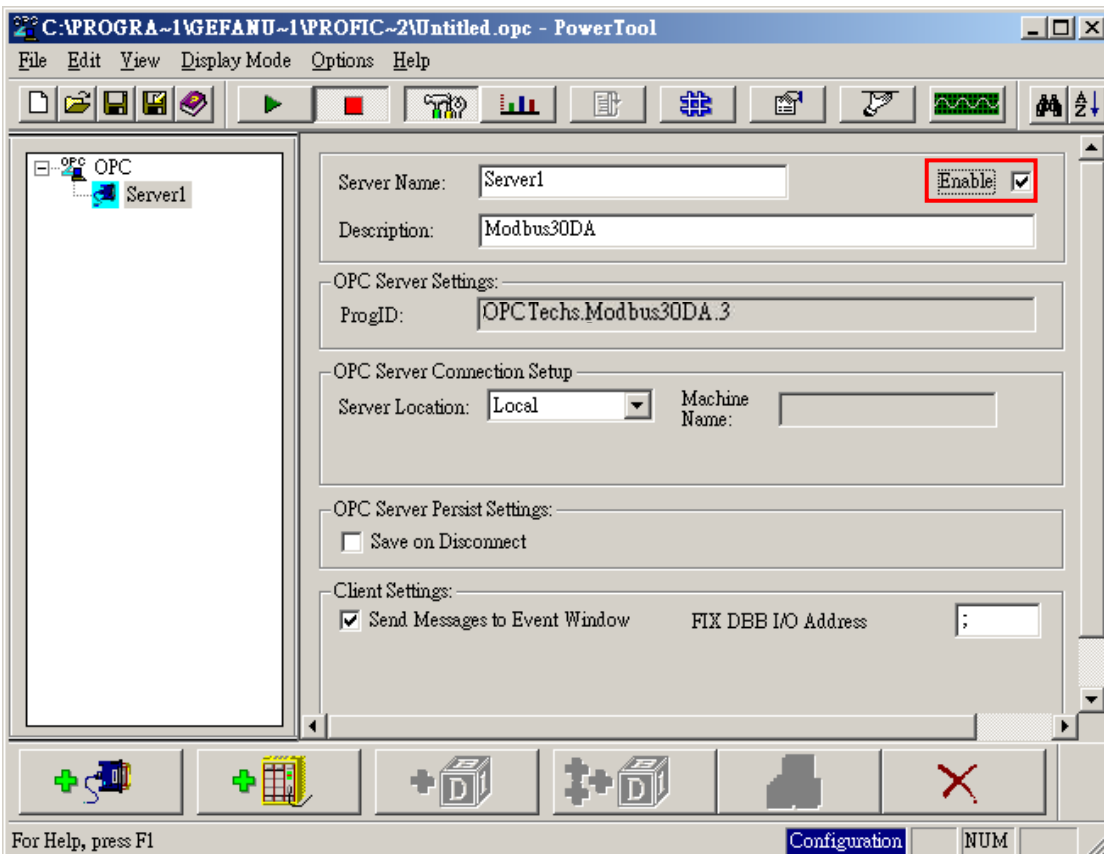 C:\PROGRA~1\GEFANU~1\PROFIC~2\Untitled.opc - PowerTool
File Edit View Display Mode Options Help
OPC
Server1
Server Name: Server1 Enable
Description: Modbus30DA
OPC Server Settings:
ProgID: OPCTechs.Modbus30DA.3
OPC Server Connection Setup
Server Location: Local Machine Name:
OPC Server Persist Settings:
Save on Disconnect
Client Settings:
Send Messages to Event Window FIX DBB I/O Address ;
For Help, press F1 Configuration NUM